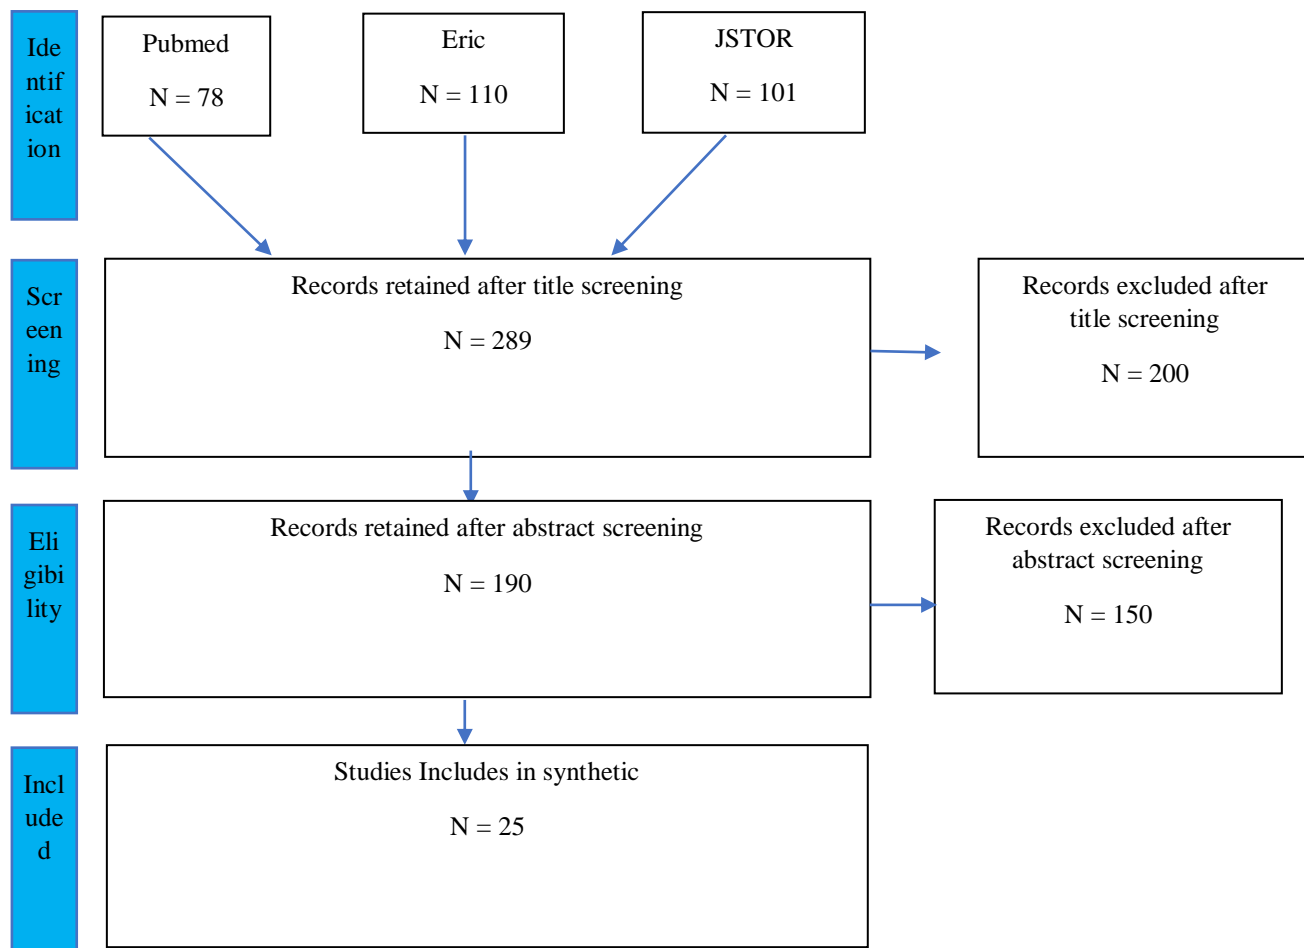 Ide
ntif
icat
ion
Pubmed
N = 78
Eric
N = 110
JSTOR
N = 101
Scr
een
ing
Records retained after title screening
N = 289
Records excluded after
title screening
N = 200
Eli
gibi
lity
Records retained after abstract screening
N = 190
Records excluded after
abstract screening
N = 150
Incl
ude
d
Studies Includes in synthetic
N = 25